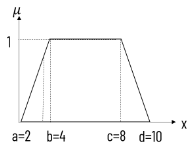 μ
1
x
a=2 b=4 c=8 d=10